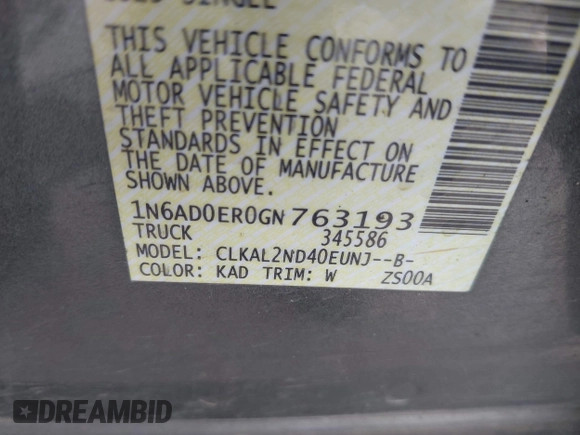 THIS VEHICLE CONFORMS TO
ALL APPLICABLE FEDERAL
MOTOR VEHICLE SAFETY AND
THEFT PREVENTION
STANDARDS IN EFFECT ON
THE DATE OF MANUFACTURE
SHOWN ABOVE.
1N6AD0ER0GN763193
TRUCK 345586
MODEL: CLKAL2ND40EUNJ--B-
COLOR: KAD TRIM: W ZS00A
DREAMBID